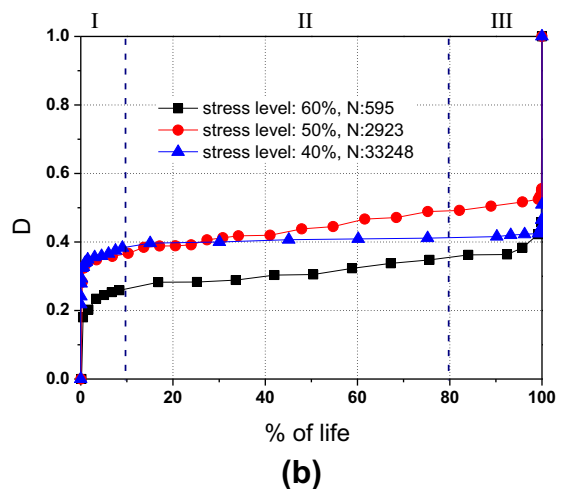 I II III
1.0
0.8
0.6
0.4
0.2
0.0
D
stress level: 60%, N:595
stress level: 50%, N:2923
stress level: 40%, N:33248
0 20 40 60 80 100
% of life
(b)